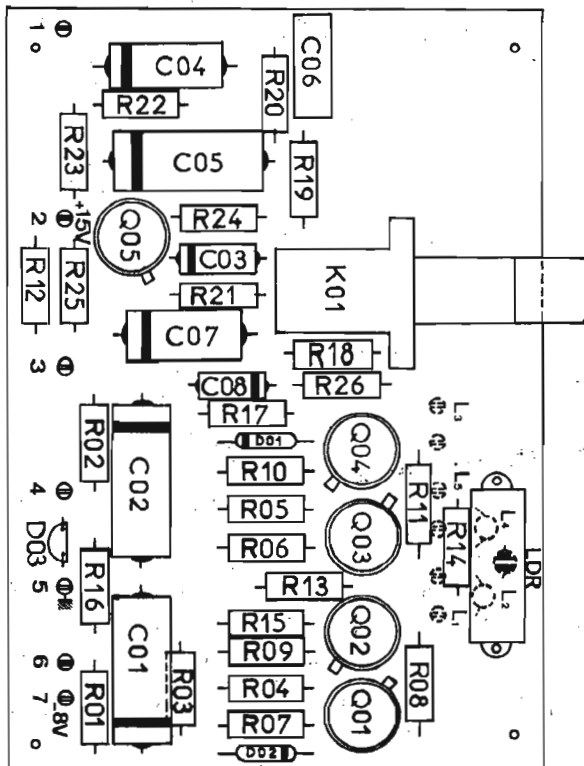 1
C04
C06
R22
R20
R23
C05
R19
+15V
2
Q05
R24
R12
R25
C03
K01
R21
C07
3
R18
C08
R26
R17
L3
R02
C02
D01
Q04
R10
L5
R11
4
R05
L4
D03
R06
Q03
R14
LDR
5
R16
R13
L2
C01
R15
Q02
L1
6
R09
R03
R08
7
-8V
R01
R04
R07
Q01
D02